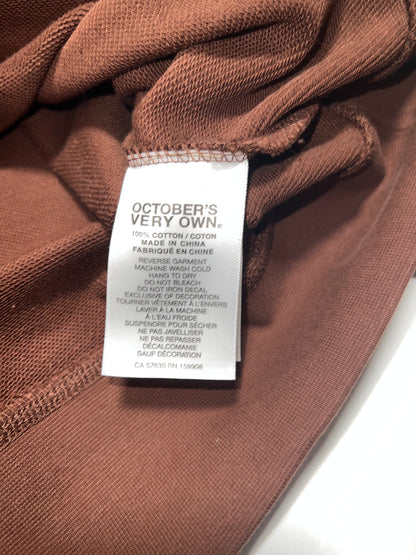 OCTOBER'S
VERY OWN®
100% COTTON / COTON
MADE IN CHINA
FABRIQUÉ EN CHINE
REVERSE GARMENT
MACHINE WASH COLD
HANG TO DRY
DO NOT BLEACH
DO NOT IRON DECAL
EXCLUSIVE OF DECORATION
TOURNER VÊTEMENT À L'ENVERS
LAVER À LA MACHINE
À L'EAU FROIDE
SUSPENDRE POUR SÉCHER
NE PAS JAVELLISER
NE PAS REPASSER
DÉCALCOMANIE
SAUF DÉCORATION
CA 57830 RN 159908